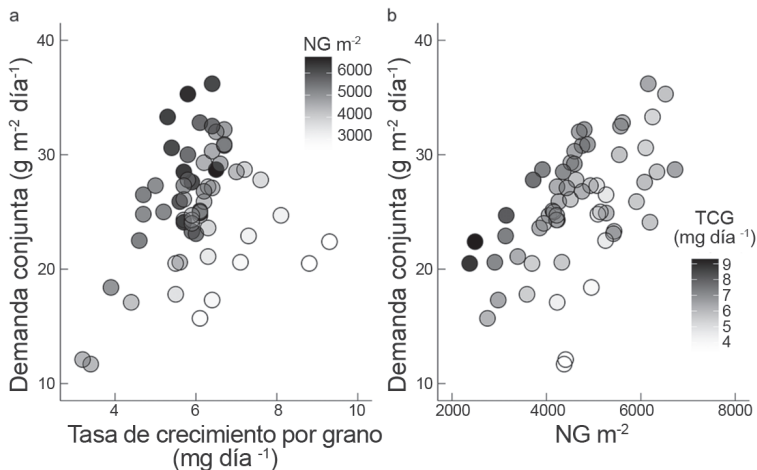 a
NG m-2
6000
5000
4000
3000
Demanda conjunta (g m-2 día-1)
40
30
20
10
4 6 8 10
Tasa de crecimiento por grano
(mg día -1)
b
Demanda conjunta (g m-2 día-1)
40
30
20
10
TCG
(mg día -1)
9
8
7
6
5
4
2000 4000 6000 8000
NG m-2